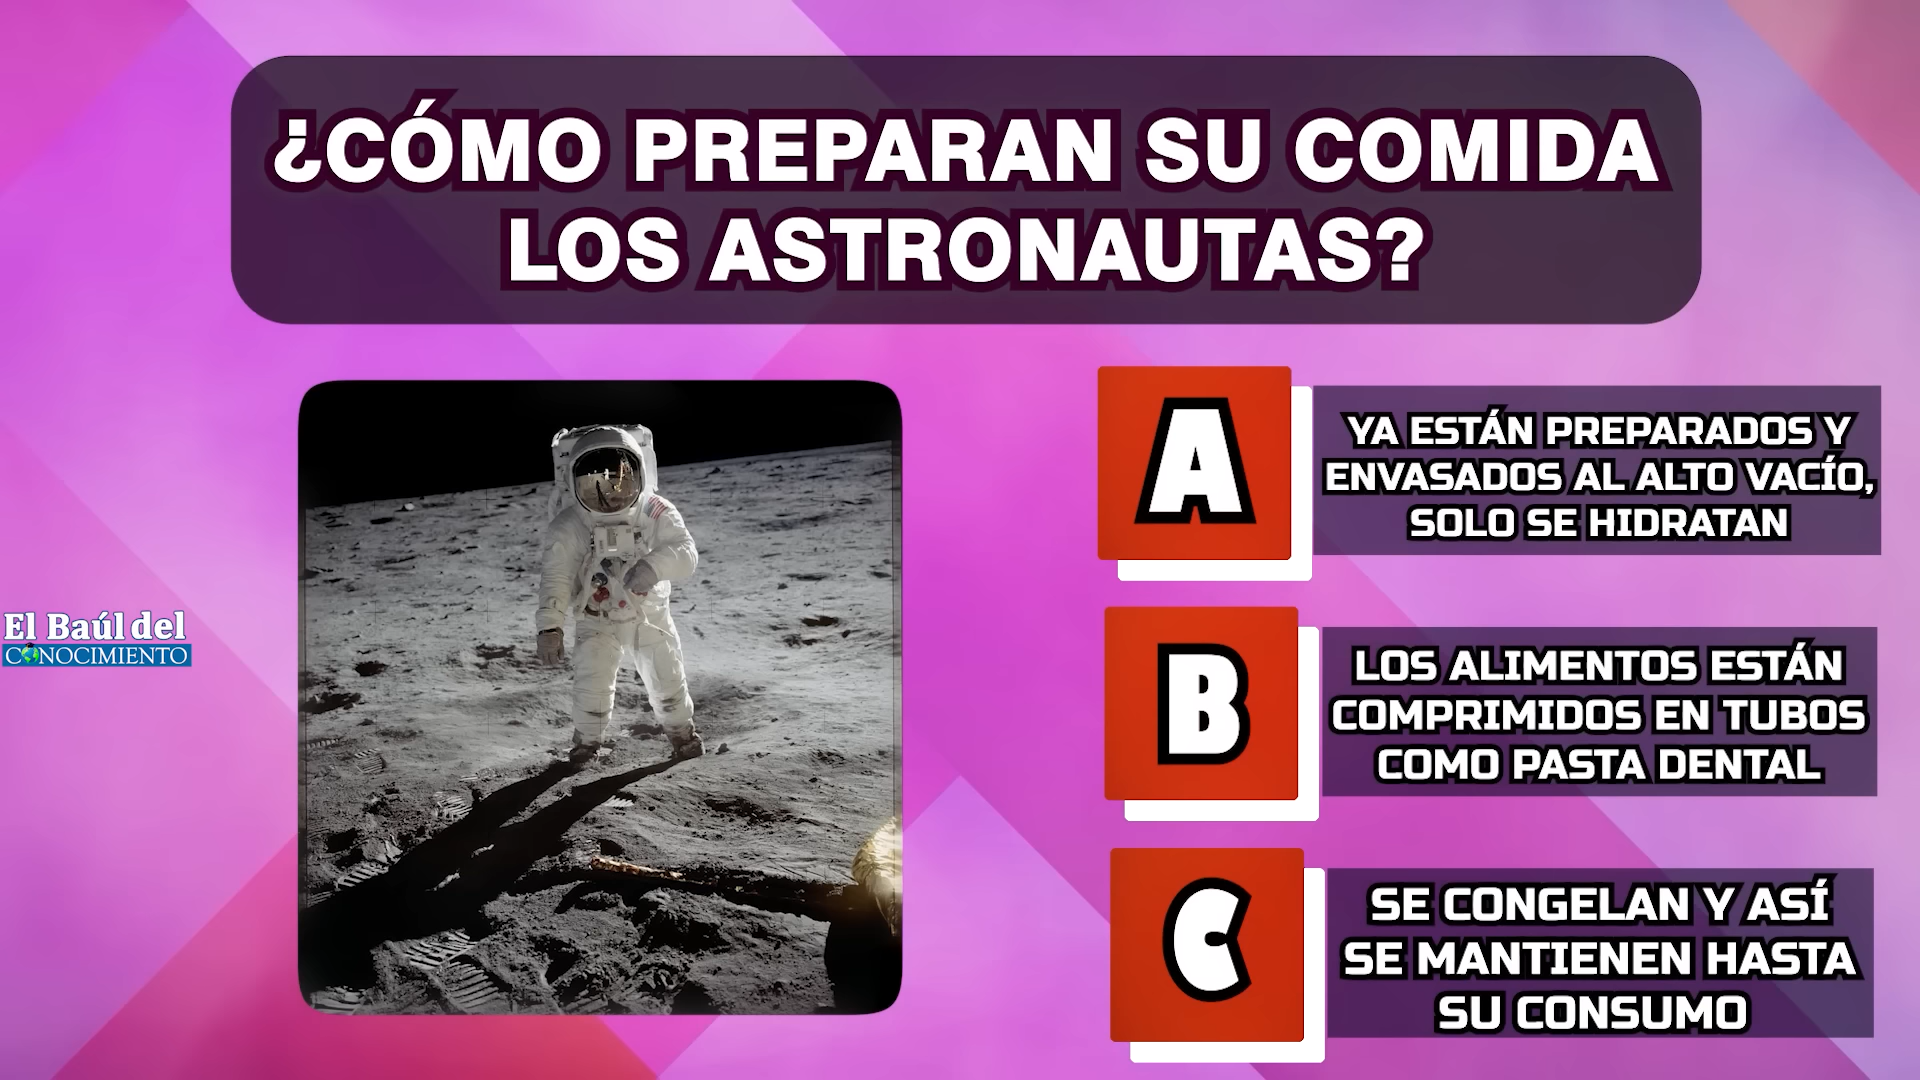 ¿CÓMO PREPARAN SU COMIDA
LOS ASTRONAUTAS?
A
YA ESTÁN PREPARADOS Y
ENVASADOS AL ALTO VACÍO,
SOLO SE HIDRATAN
B
LOS ALIMENTOS ESTÁN
COMPRIMIDOS EN TUBOS
COMO PASTA DENTAL
C
SE CONGELAN Y ASÍ
SE MANTIENEN HASTA
SU CONSUMO
El Baúl del
CONOCIMIENTO